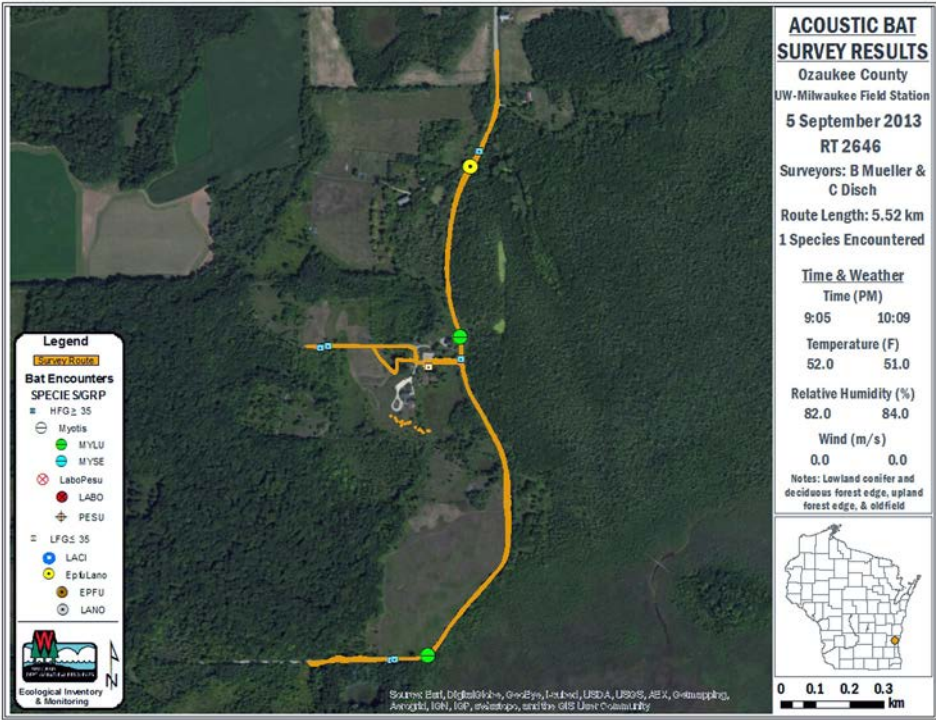 ACOUSTIC BAT
SURVEY RESULTS
Ozaukee County
UW-Milwaukee Field Station
5 September 2013
RT 2646
Surveyors: B Mueller &
C Disch
Route Length: 5.52 km
1 Species Encountered
Time & Weather
Time (PM)
9:05 10:09
Temperature (F)
52.0 51.0
Relative Humidity (%)
82.0 84.0
Wind (m/s)
0.0 0.0
Notes: Lowland conifer and
deciduous forest edge, upland
forest edge, & oldfield
0 0.1 0.2 0.3
km
Legend
Survey Route
Bat Encounters
SPECIES/GRP
HFG ≥ 35
Myotis
MYLU
MYSE
LaboPesu
LABO
PESU
LFG ≤ 35
LACI
EpfuLano
EPFU
LANO
W
Ecological Inventory
& Monitoring
N
Source: Esri, DigitalGlobe, GeoEye, i-cubed, USDA, USGS, AEX, Getmapping,
Aerogrid, IGN, IGP, swisstopo, and the GIS User Community